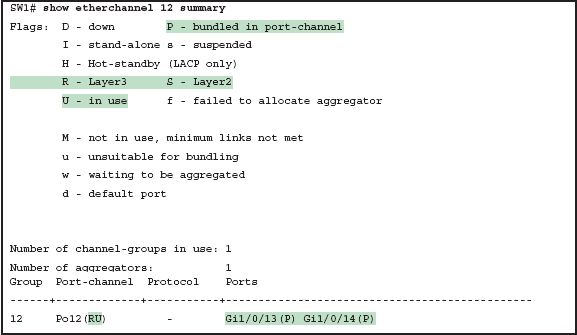 SW1# show etherchannel 12 summary
Flags:  D - down        P - bundled in port-channel
        I - stand-alone s - suspended
        H - Hot-standby (LACP only)
        R - Layer3      S - Layer2
        U - in use      f - failed to allocate aggregator
        M - not in use, minimum links not met
        u - unsuitable for bundling
        w - waiting to be aggregated
        d - default port
Number of channel-groups in use: 1
Number of aggregators:           1
Group  Port-channel  Protocol    Ports
------+-------------+-----------+-----------------------------------------------
12     Po12(RU)         -        Gi1/0/13(P) Gi1/0/14(P)